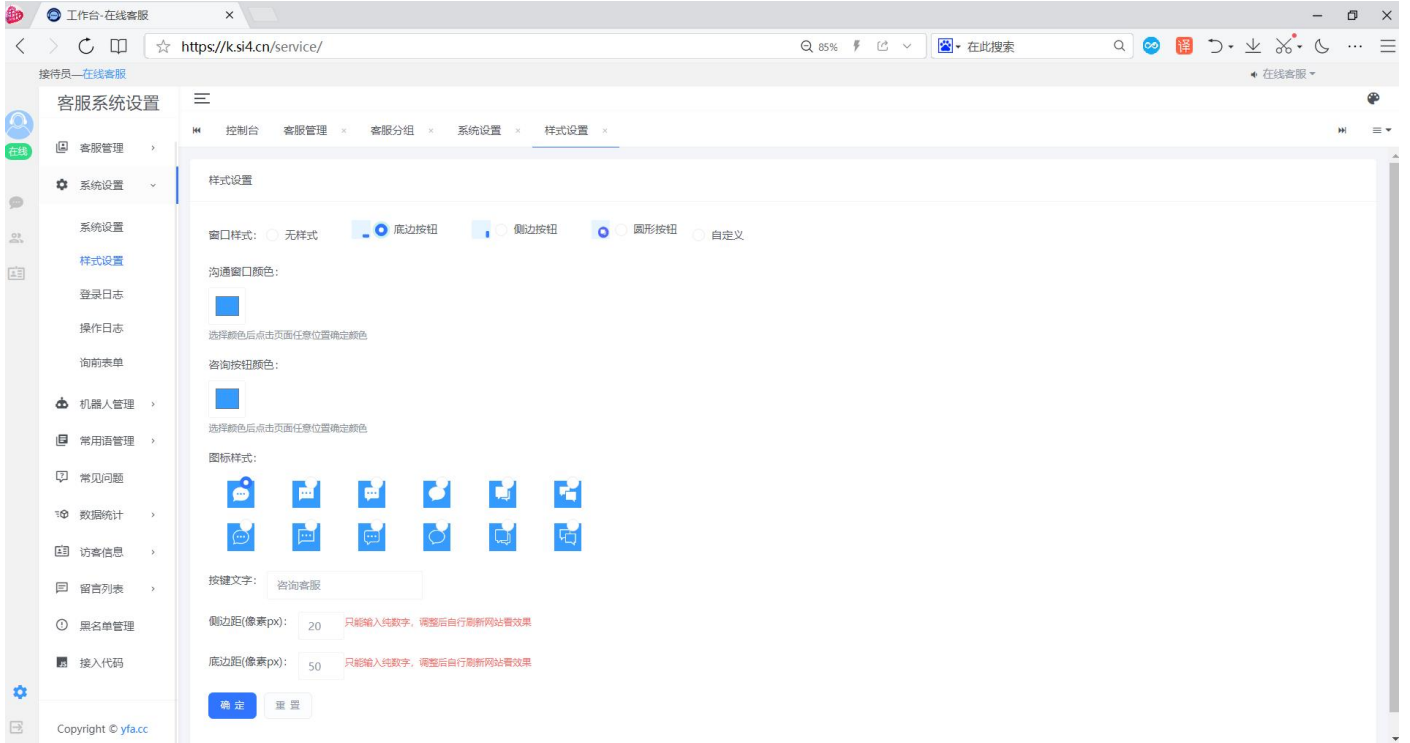 工作台-在线客服
https://k.si4.cn/service/
85%
在此搜索
译
接待员—在线客服
在线客服
客服系统设置
在线
控制台 客服管理 客服分组 系统设置 样式设置
客服管理
系统设置
系统设置
样式设置
登录日志
操作日志
询前表单
机器人管理
常用语管理
常见问题
数据统计
访客信息
留言列表
黑名单管理
接入代码
Copyright © yfa.cc
样式设置
窗口样式: 无样式 底边按钮 侧边按钮 圆形按钮 自定义
沟通窗口颜色:
选择颜色后点击页面任意位置确定颜色
咨询按钮颜色:
选择颜色后点击页面任意位置确定颜色
图标样式:
按键文字: 咨询客服
侧边距(像素px): 20 只能输入纯数字，调整后自行刷新网站看效果
底边距(像素px): 50 只能输入纯数字，调整后自行刷新网站看效果
确 定 重 置